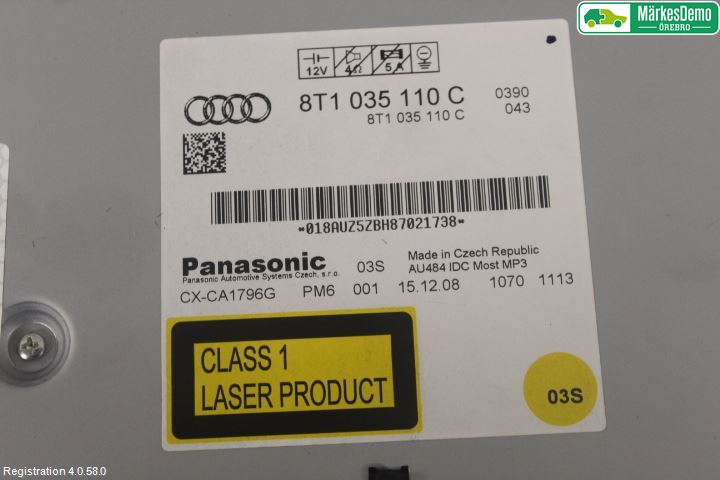 MärkesDemo
ÖREBRO
12V 4Ω 5A
8T1 035 110 C 0390
8T1 035 110 C 043
*018AUZ5ZBH87021738*
Panasonic 03S Made in Czech Republic
Panasonic Automotive Systems Czech, s.r.o. AU484 IDC Most MP3
CX-CA1796G PM6 001 15.12.08 1070 1113
CLASS 1
LASER PRODUCT
03S
Registration 4.0.58.0